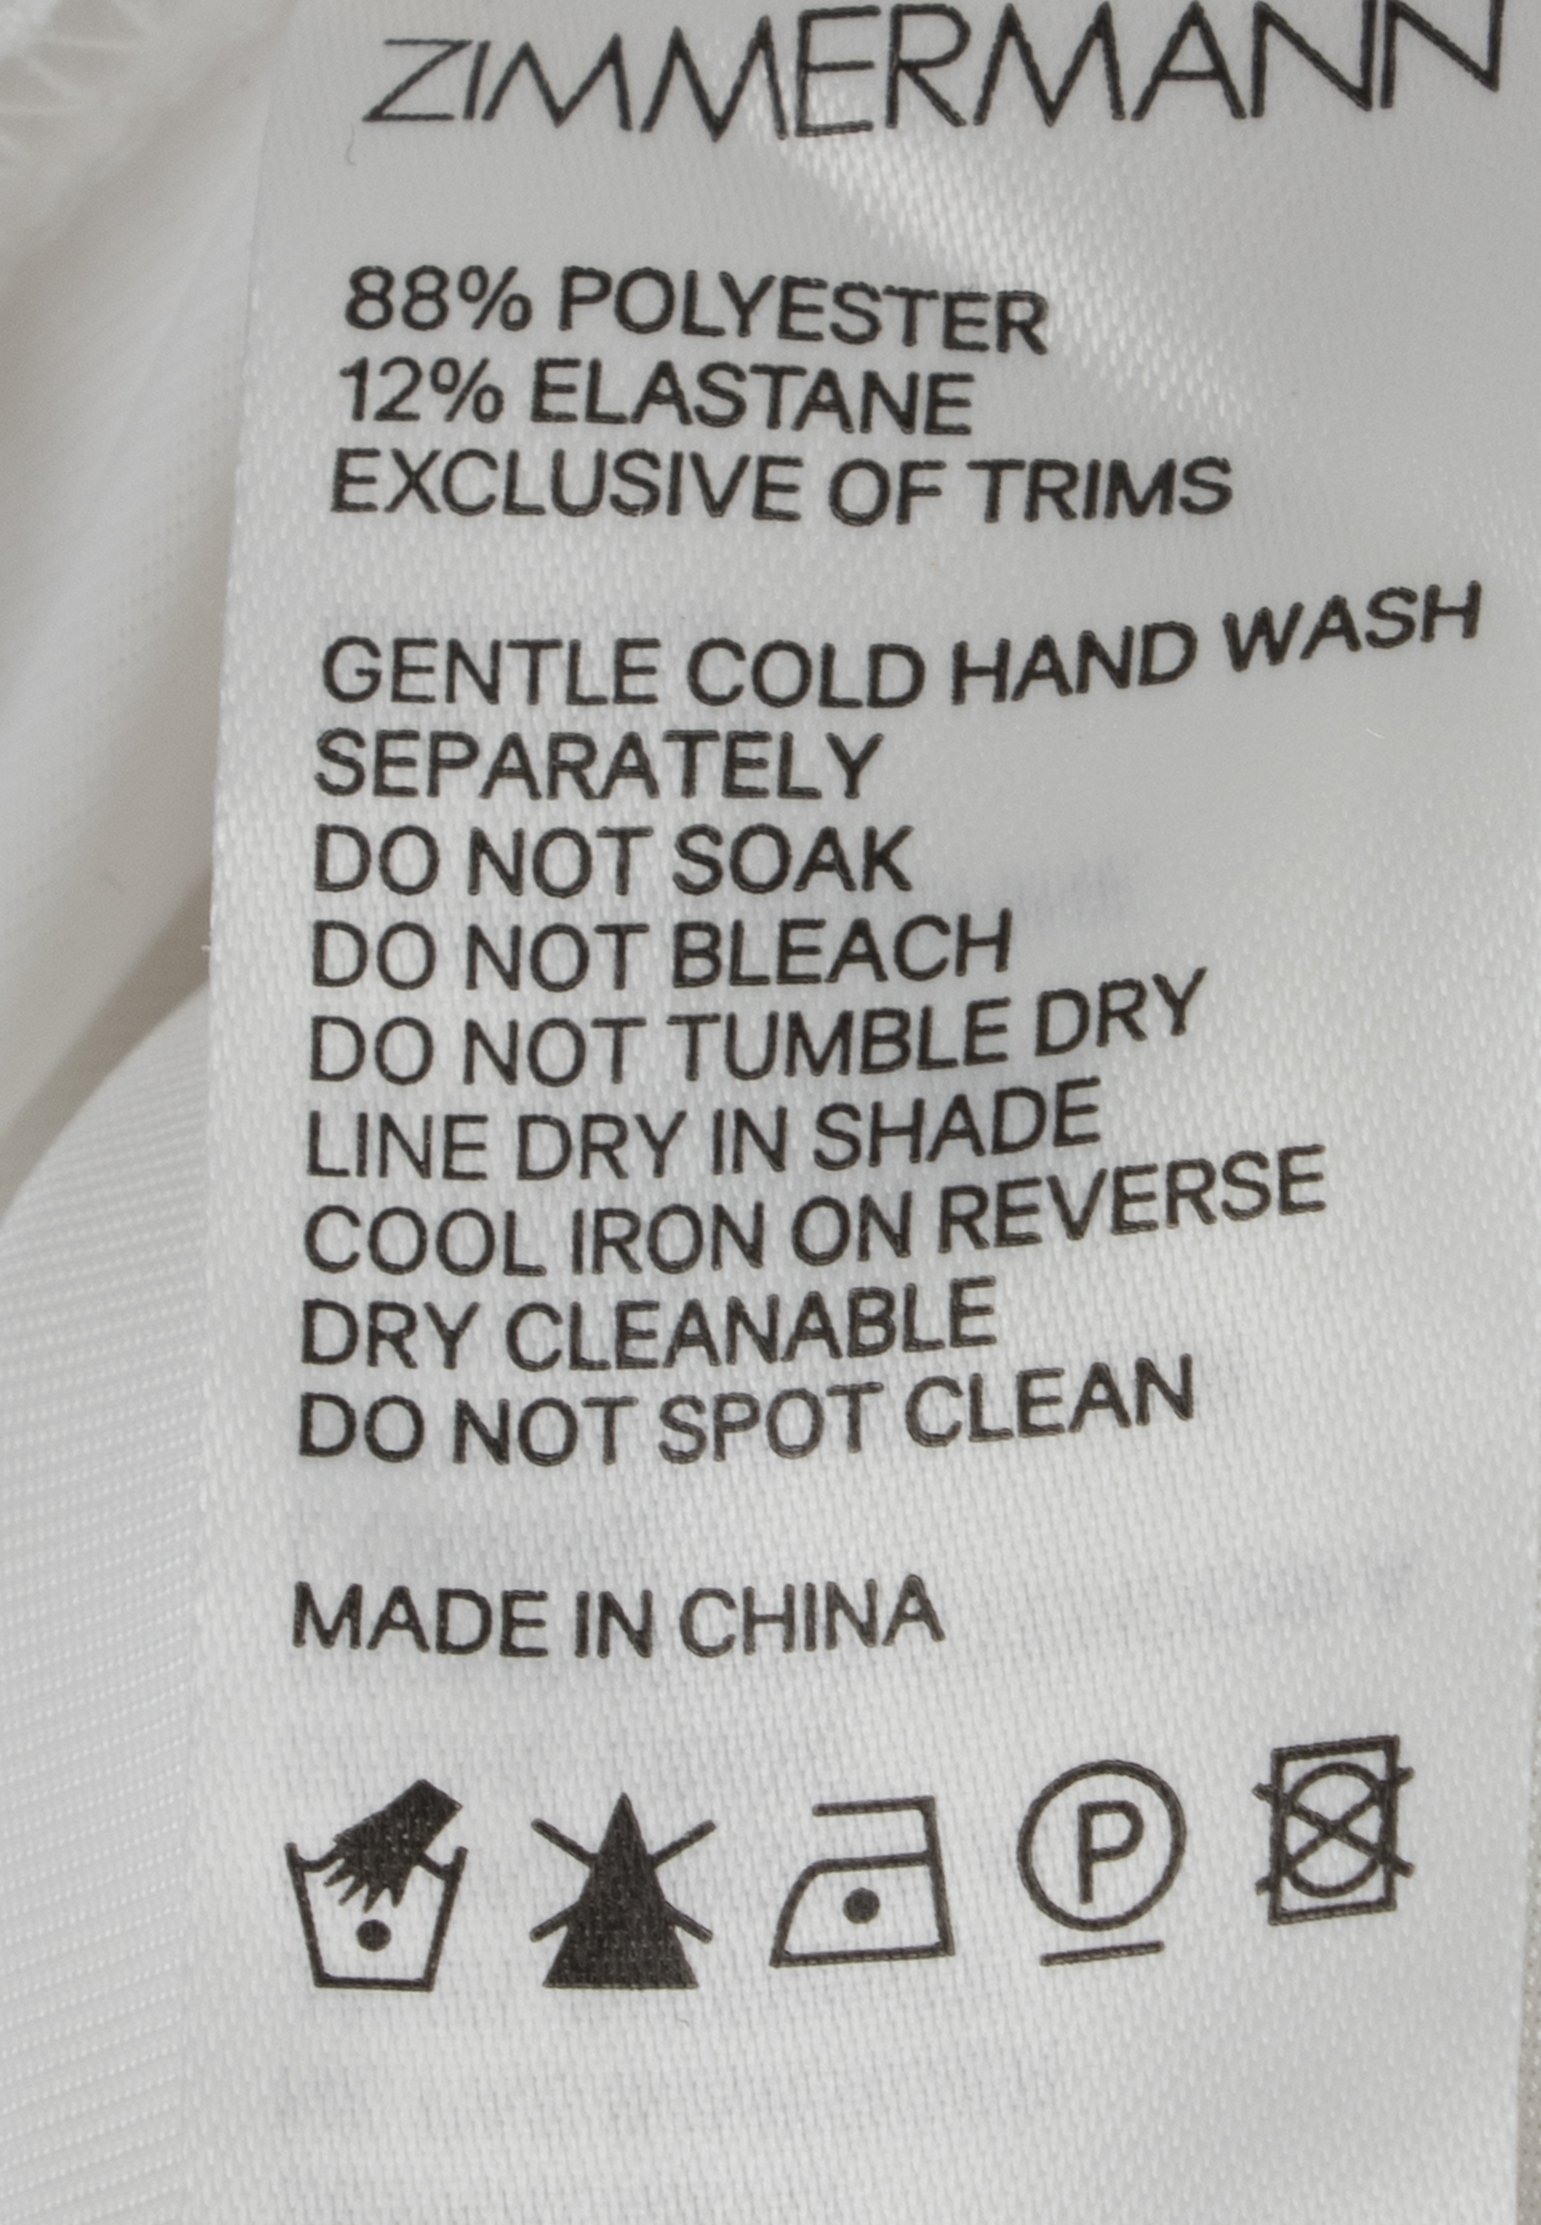 ZIMMERMANN
88% POLYESTER
12% ELASTANE
EXCLUSIVE OF TRIMS
GENTLE COLD HAND WASH
SEPARATELY
DO NOT SOAK
DO NOT BLEACH
DO NOT TUMBLE DRY
LINE DRY IN SHADE
COOL IRON ON REVERSE
DRY CLEANABLE
DO NOT SPOT CLEAN
MADE IN CHINA
P